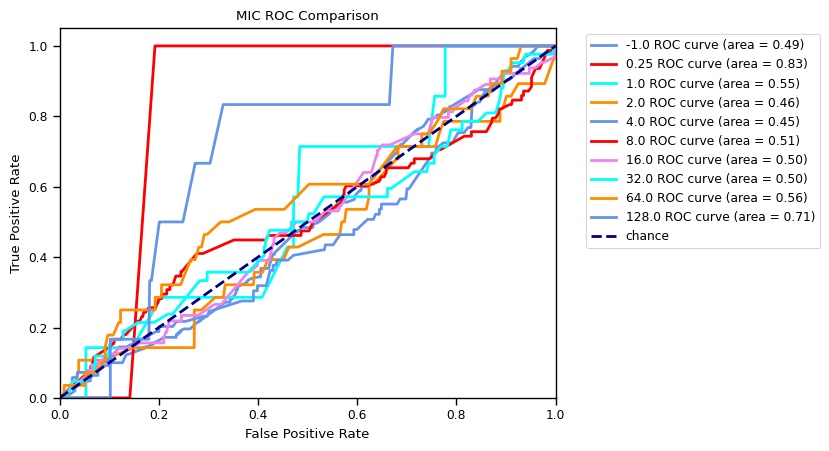 MIC ROC Comparison
True Positive Rate
1.0
0.8
0.6
0.4
0.2
0.0
0.0 0.2 0.4 0.6 0.8 1.0
False Positive Rate
-1.0 ROC curve (area = 0.49)
0.25 ROC curve (area = 0.83)
1.0 ROC curve (area = 0.55)
2.0 ROC curve (area = 0.46)
4.0 ROC curve (area = 0.45)
8.0 ROC curve (area = 0.51)
16.0 ROC curve (area = 0.50)
32.0 ROC curve (area = 0.50)
64.0 ROC curve (area = 0.56)
128.0 ROC curve (area = 0.71)
chance